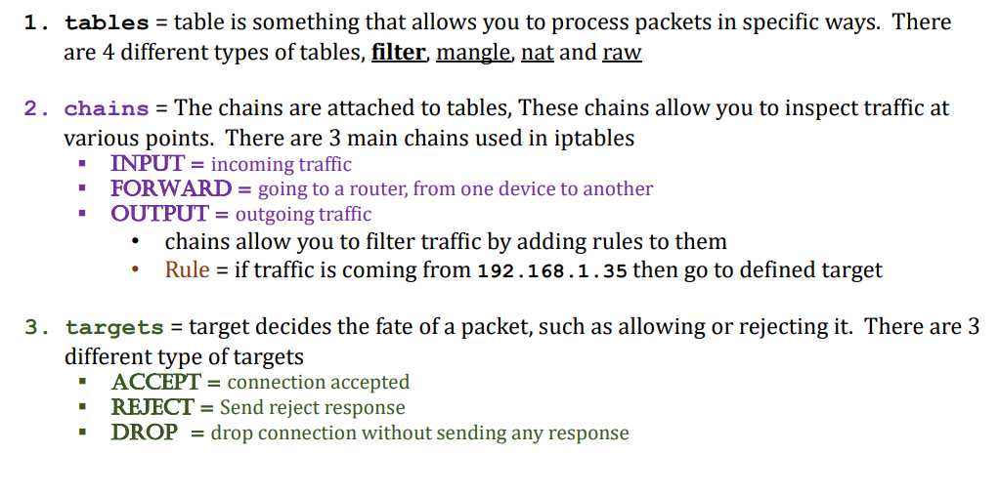 1. tables = table is something that allows you to process packets in specific ways.  There
are 4 different types of tables, filter, mangle, nat and raw
2. chains = The chains are attached to tables, These chains allow you to inspect traffic at
various points.  There are 3 main chains used in iptables
▪ INPUT = incoming traffic
▪ FORWARD = going to a router, from one device to another
▪ OUTPUT = outgoing traffic
• chains allow you to filter traffic by adding rules to them
• Rule = if traffic is coming from 192.168.1.35 then go to defined target
3. targets = target decides the fate of a packet, such as allowing or rejecting it.  There are 3
different type of targets
▪ ACCEPT = connection accepted
▪ REJECT = Send reject response
▪ DROP  = drop connection without sending any response